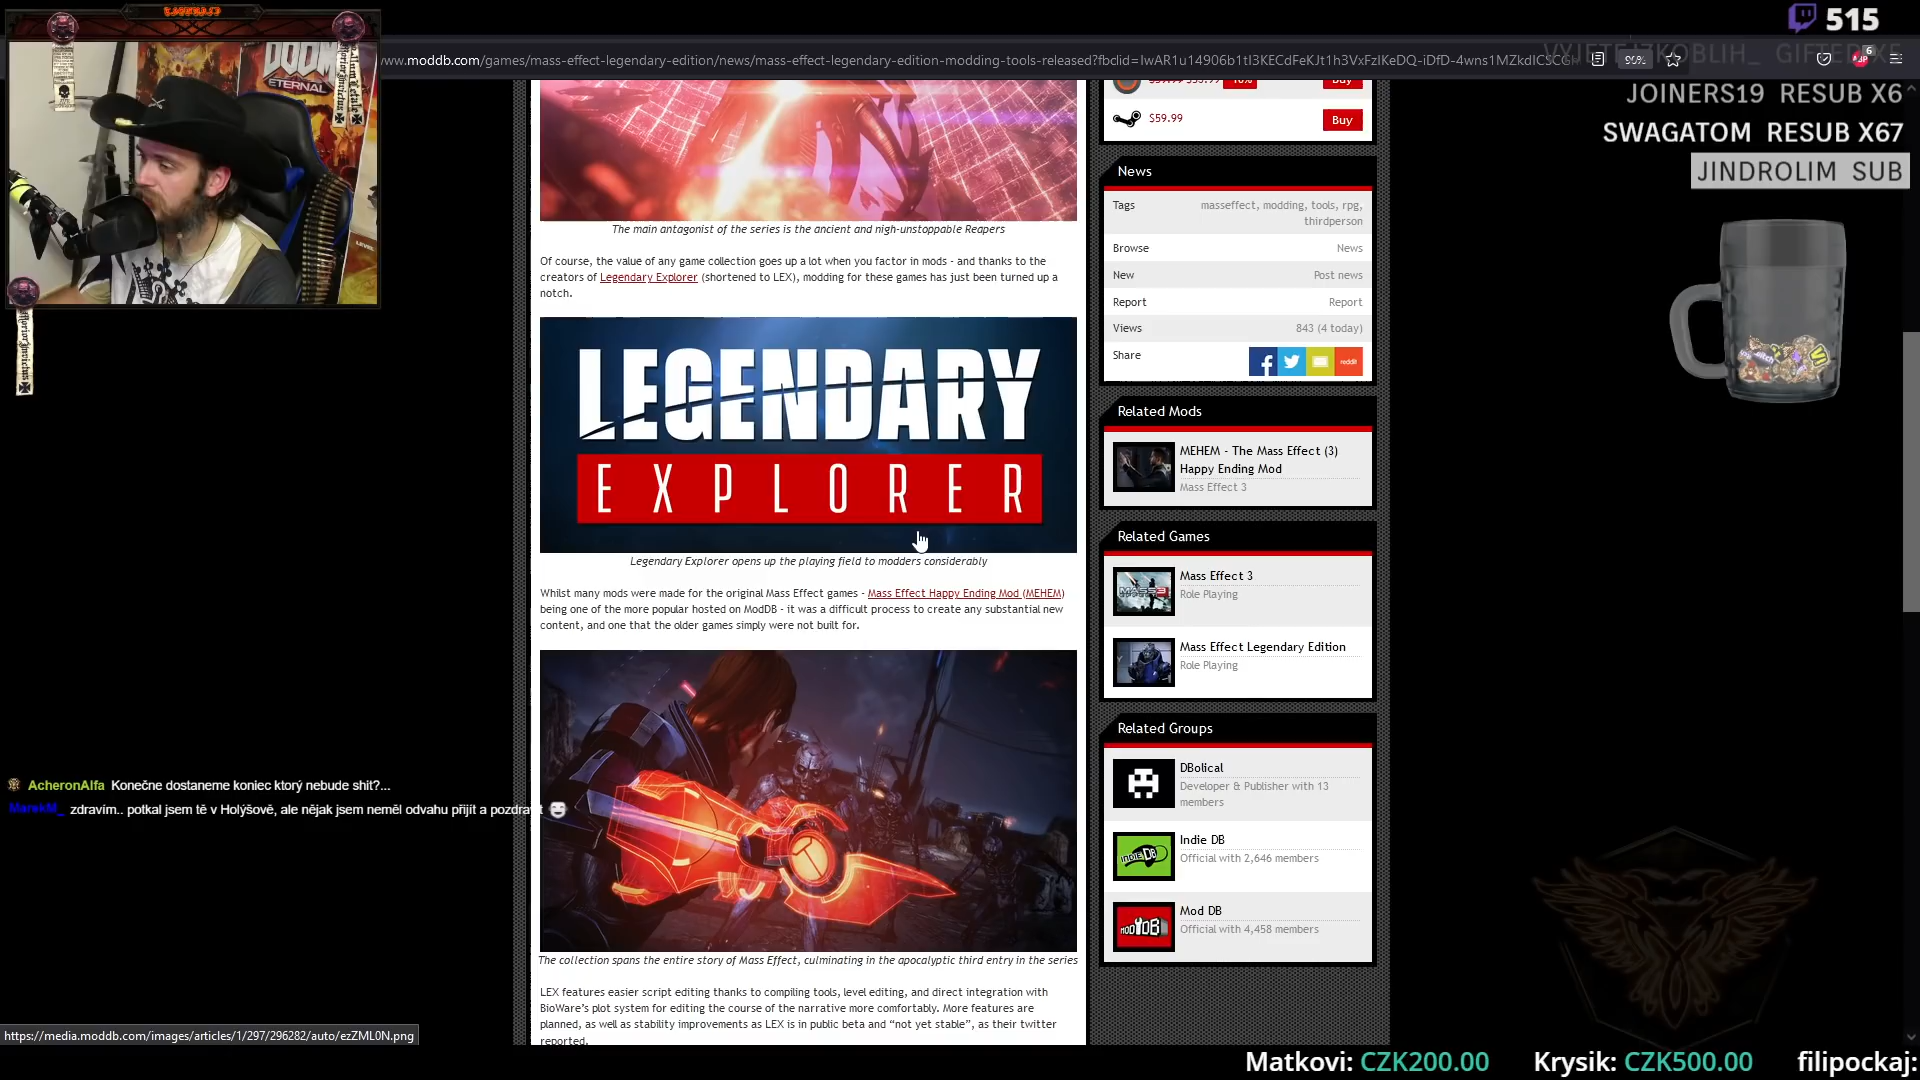 515
www.moddb.com/games/mass-effect-legendary-edition/news/mass-effect-legendary-edition-modding-tools-released?fbclid=
90%
6
JOINERS19 RESUB X6
SWAGATOM RESUB X67
JINDROLIM SUB
DOOM
ETERNAL
$59.99
Buy
The main antagonist of the series is the ancient and nigh-unstoppable Reapers
Of course, the value of any game collection goes up a lot when you factor in mods - and thanks to the
creators of Legendary Explorer (shortened to LEX), modding for these games has just been turned up a
notch.
LEGENDARY
EXPLORER
Legendary Explorer opens up the playing field to modders considerably
Whilst many mods were made for the original Mass Effect games - Mass Effect Happy Ending Mod (MEHEM)
being one of the more popular hosted on ModDB - it was a difficult process to create any substantial new
content, and one that the older games simply were not built for.
The collection spans the entire story of Mass Effect, culminating in the apocalyptic third entry in the series
LEX features easier script editing thanks to compiling tools, level editing, and direct integration with
BioWare's plot system for editing the course of the narrative more comfortably. More features are
planned, as well as stability improvements as LEX is in public beta and “not yet stable”, as their twitter
reported.
News
Tags masseffect, modding, tools, rpg,
thirdperson
Browse News
New Post news
Report Report
Views 843 (4 today)
Share
reddit
Related Mods
MEHEM - The Mass Effect (3)
Happy Ending Mod
Mass Effect 3
Related Games
Mass Effect 3
Role Playing
Mass Effect Legendary Edition
Role Playing
Related Groups
DBolical
Developer & Publisher with 13
members
Indie DB
Official with 2,646 members
Mod DB
Official with 4,458 members
AcheronAlfa Konečne dostaneme koniec ktorý nebude shit?...
MarekM_ zdravím.. potkal jsem tě v Holýšově, ale nějak jsem neměl odvahu přijít a pozdravit
https://media.moddb.com/images/articles/1/297/296282/auto/ezZML0N.png
Matkovi: CZK200.00 Krysik: CZK500.00 filipockaj: